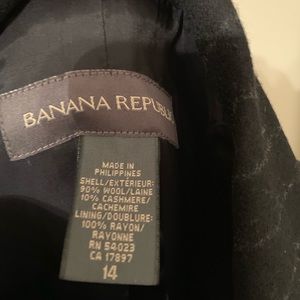 BANANA REPUBLIC
MADE IN
PHILIPPINES
SHELL/EXTÉRIEUR:
90% WOOL/LAINE
10% CASHMERE/
CACHEMIRE
LINING/DOUBLURE:
100% RAYON/
RAYONNE
RN 54023
CA 17897
14